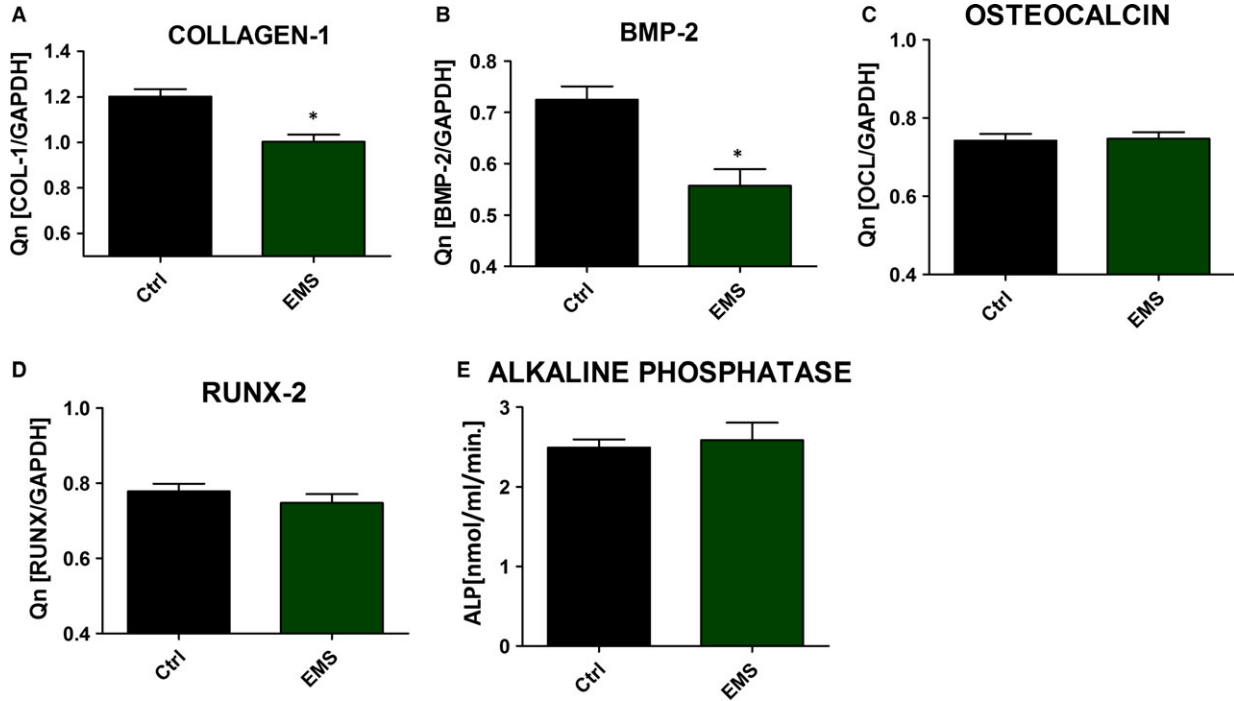 A
COLLAGEN-1
Qn [COL-1/GAPDH]
1.4
1.2
1.0
0.8
0.6
*
Ctrl
EMS
B
BMP-2
Qn [BMP-2/GAPDH]
0.8
0.7
0.6
0.5
0.4
*
Ctrl
EMS
C
OSTEOCALCIN
Qn [OCL/GAPDH]
1.0
0.8
0.6
0.4
Ctrl
EMS
D
RUNX-2
Qn [RUNX/GAPDH]
1.0
0.8
0.6
0.4
Ctrl
EMS
E
ALKALINE PHOSPHATASE
ALP[nmol/ml/min.]
3
2
1
0
Ctrl
EMS